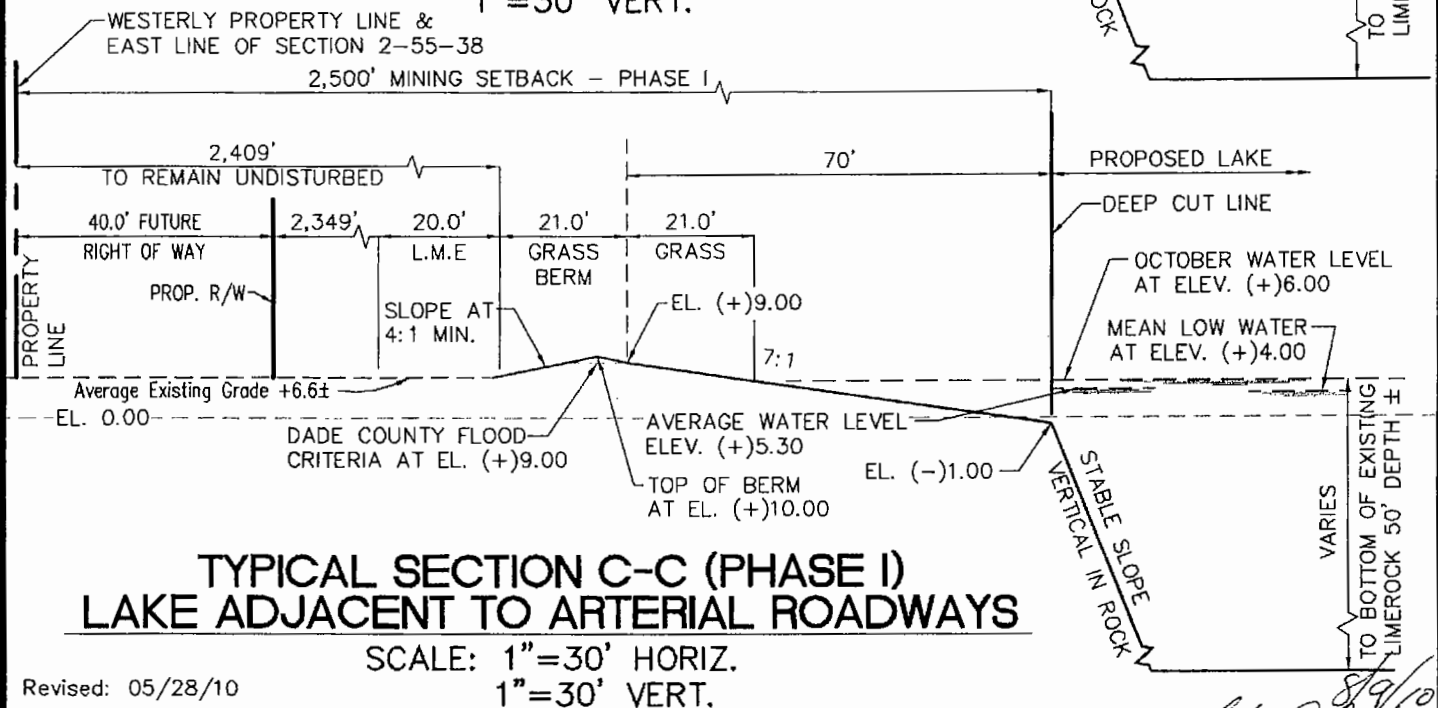 1"=30' VERT.
WESTERLY PROPERTY LINE &
EAST LINE OF SECTION 2-55-38
2,500' MINING SETBACK - PHASE I
ROCK
TO
2,409'
TO REMAIN UNDISTURBED
70'
PROPOSED LAKE
DEEP CUT LINE
40.0' FUTURE
RIGHT OF WAY
2,349'
20.0'
L.M.E
21.0'
GRASS
BERM
21.0'
GRASS
PROPERTY
LINE
PROP. R/W
SLOPE AT
4:1 MIN.
EL. (+)9.00
7:1
OCTOBER WATER LEVEL
AT ELEV. (+)6.00
MEAN LOW WATER
AT ELEV. (+)4.00
Average Existing Grade +6.6±
EL. 0.00
DADE COUNTY FLOOD
CRITERIA AT EL. (+)9.00
AVERAGE WATER LEVEL
ELEV. (+)5.30
TOP OF BERM
AT EL. (+)10.00
EL. (-)1.00
STABLE SLOPE
VERTICAL IN ROCK
VARIES
TO BOTTOM OF EXISTING
LIMEROCK 50' DEPTH ±
TYPICAL SECTION C-C (PHASE I)
LAKE ADJACENT TO ARTERIAL ROADWAYS
SCALE: 1"=30' HORIZ.
1"=30' VERT.
Revised: 05/28/10
8/9/10